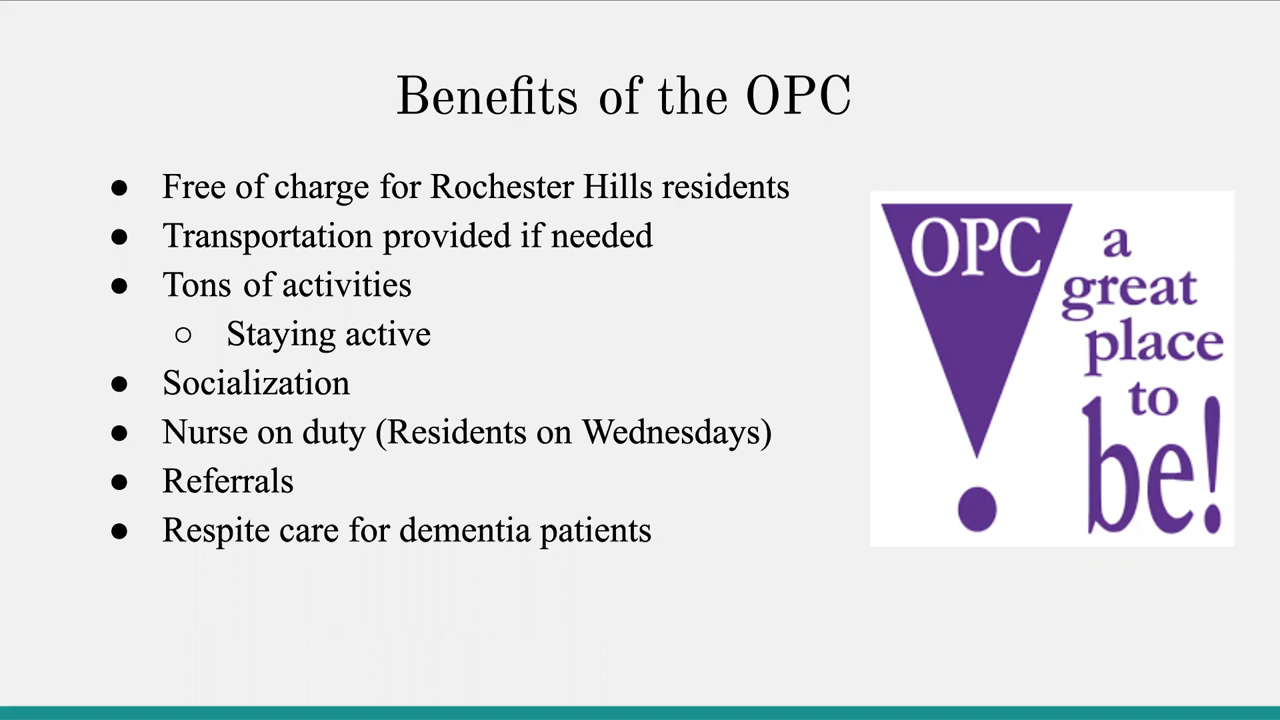 Benefits of the OPC
● Free of charge for Rochester Hills residents
● Transportation provided if needed
● Tons of activities
○ Staying active
● Socialization
● Nurse on duty (Residents on Wednesdays)
● Referrals
● Respite care for dementia patients
OPC
a
great
place
to
be!